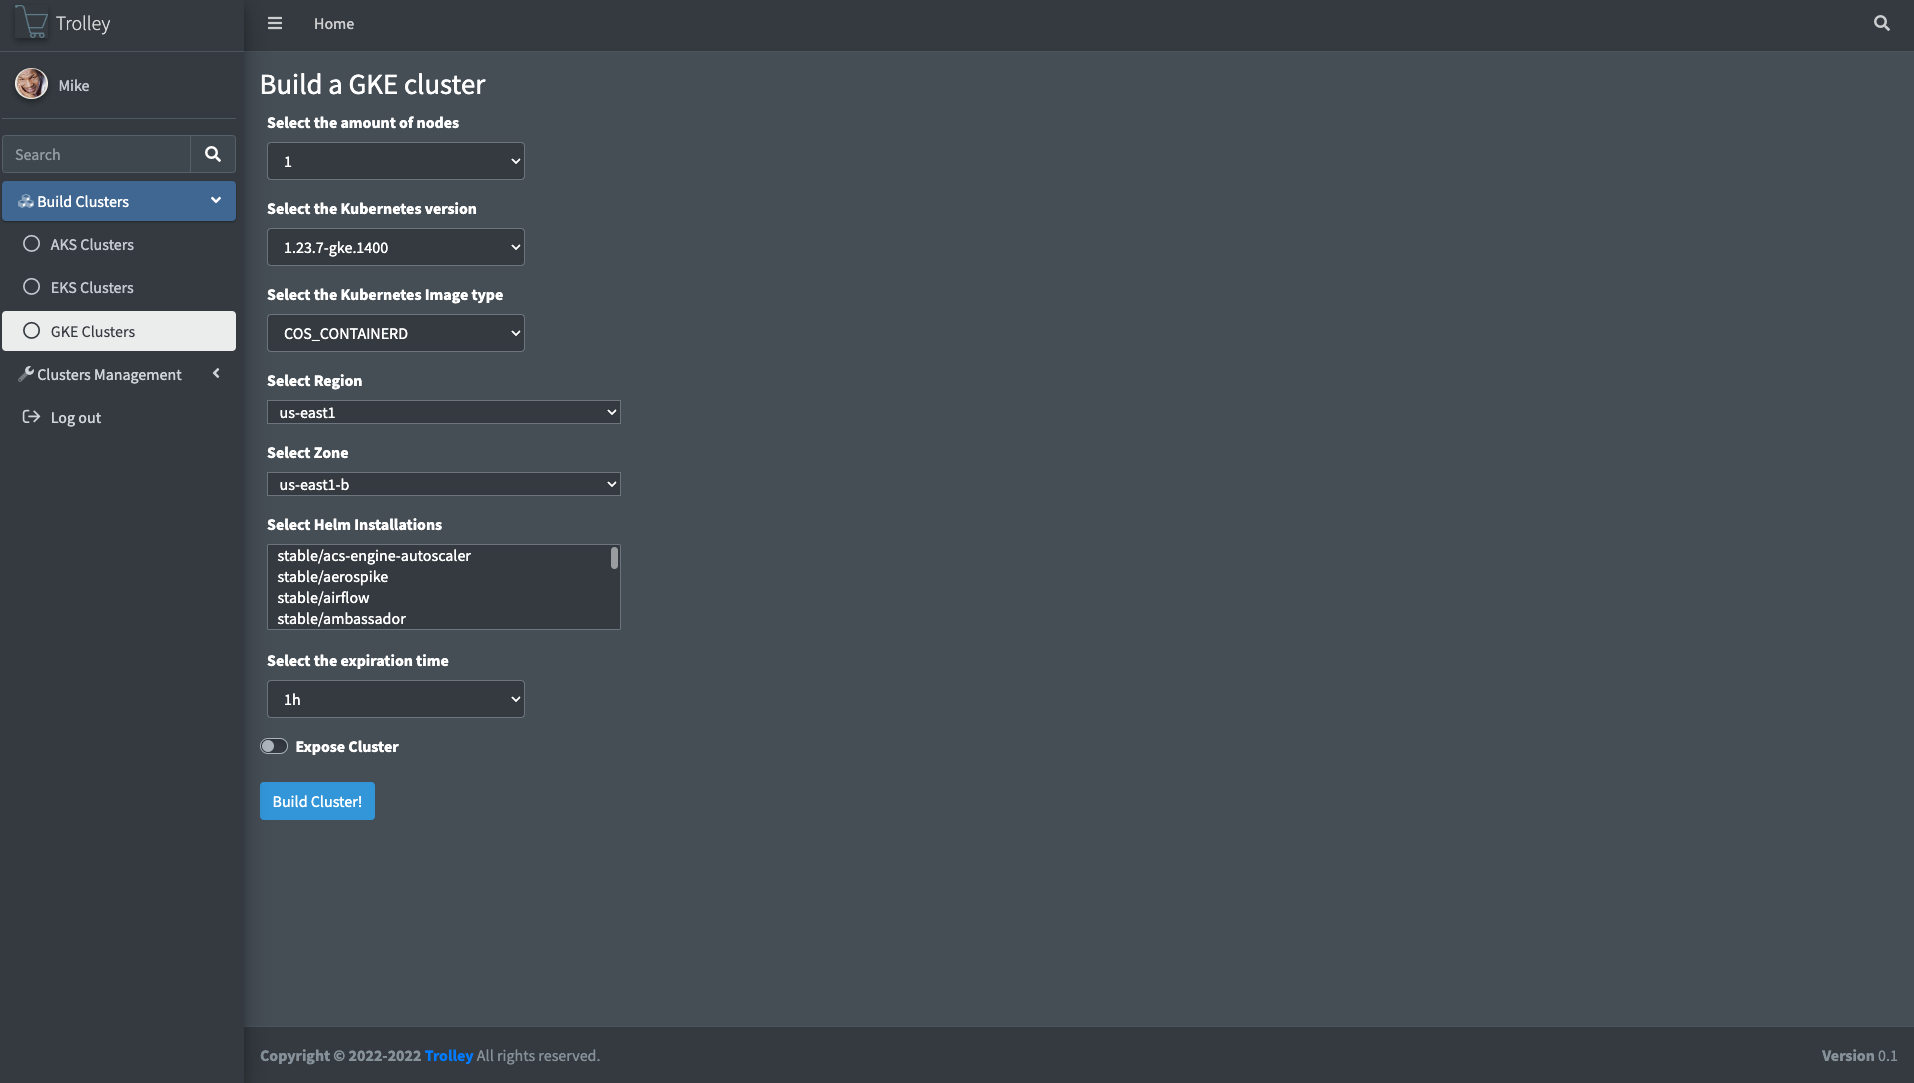 Trolley
Home
Mike
Search
Build Clusters
AKS Clusters
EKS Clusters
GKE Clusters
Clusters Management
Log out
Build a GKE cluster
Select the amount of nodes
1
Select the Kubernetes version
1.23.7-gke.1400
Select the Kubernetes Image type
COS_CONTAINERD
Select Region
us-east1
Select Zone
us-east1-b
Select Helm Installations
stable/acs-engine-autoscaler
stable/aerospike
stable/airflow
stable/ambassador
Select the expiration time
1h
Expose Cluster
Build Cluster!
Copyright © 2022-2022 Trolley All rights reserved.
Version 0.1